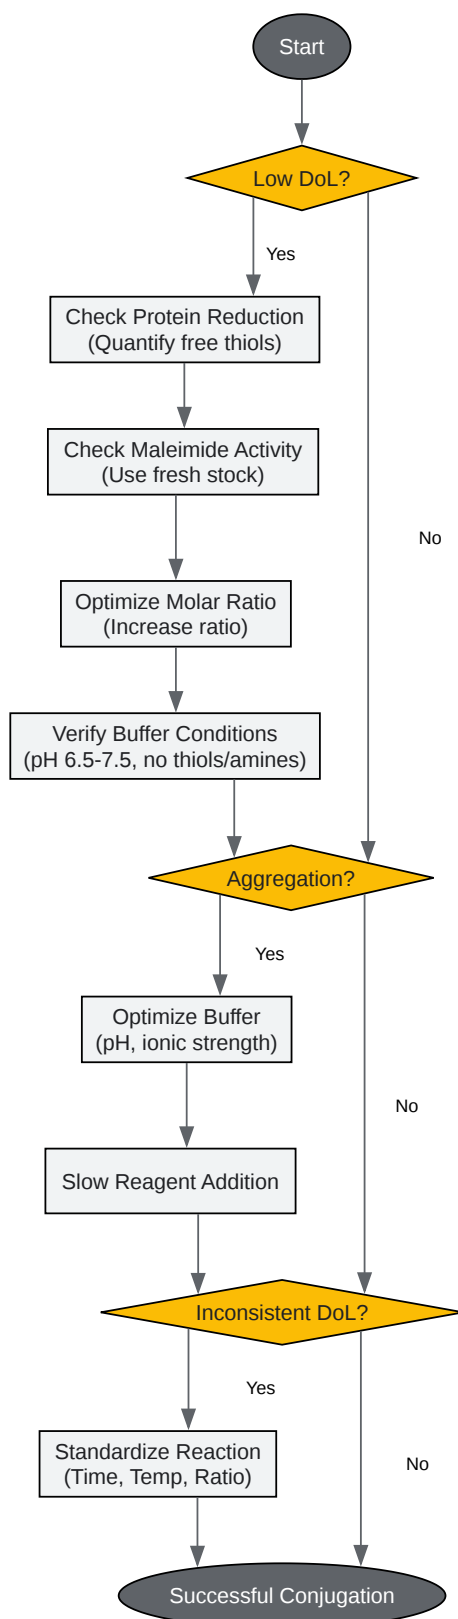 Start
Low DoL?
Yes
Check Protein Reduction
(Quantify free thiols)
Check Maleimide Activity
(Use fresh stock)
No
Optimize Molar Ratio
(Increase ratio)
Verify Buffer Conditions
(pH 6.5-7.5, no thiols/amines)
Aggregation?
Yes
Optimize Buffer
(pH, ionic strength)
No
Slow Reagent Addition
Inconsistent DoL?
Yes
Standardize Reaction
(Time, Temp, Ratio)
No
Successful Conjugation